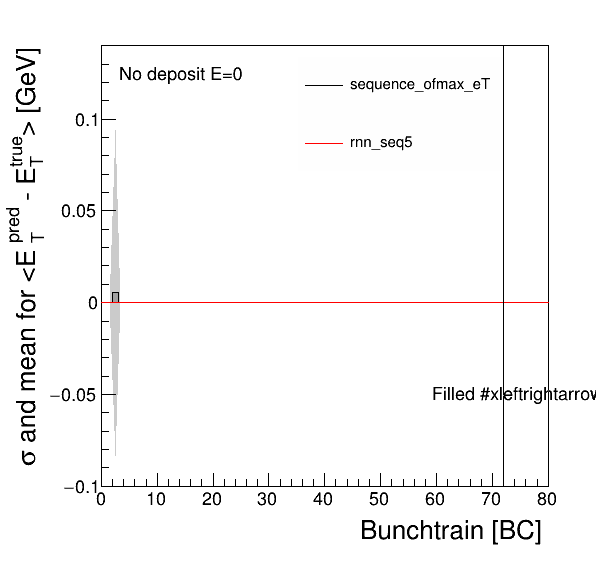 No deposit E=0
sequence_ofmax_eT
rnn_seq5
σ and mean for <E_T^pred - E_T^true> [GeV]
0.1
0.05
0
−0.05
−0.1
Filled #xleftrightarrow
0 10 20 30 40 50 60 70 80
Bunchtrain [BC]